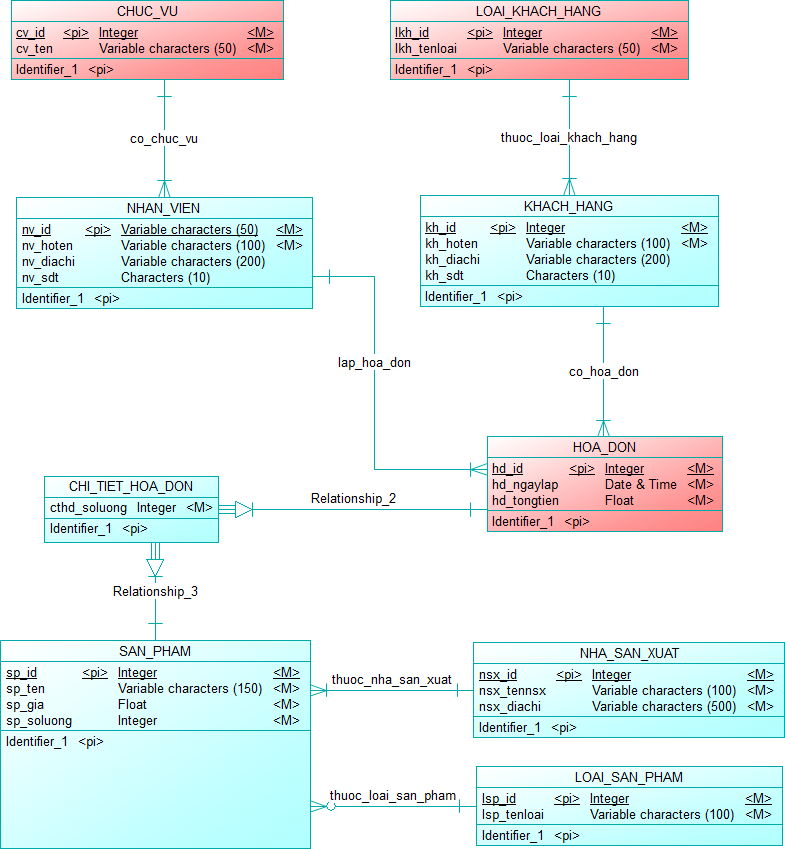 CHUC_VU
cv_id <pi> Integer <M>
cv_ten Variable characters (50) <M>
Identifier_1 <pi>
LOAI_KHACH_HANG
lkh_id <pi> Integer <M>
lkh_tenloai Variable characters (50) <M>
Identifier_1 <pi>
co_chuc_vu
thuoc_loai_khach_hang
NHAN_VIEN
nv_id <pi> Variable characters (50) <M>
nv_hoten Variable characters (100) <M>
nv_diachi Variable characters (200)
nv_sdt Characters (10)
Identifier_1 <pi>
KHACH_HANG
kh_id <pi> Integer <M>
kh_hoten Variable characters (100) <M>
kh_diachi Variable characters (200)
kh_sdt Characters (10)
Identifier_1 <pi>
lap_hoa_don
co_hoa_don
HOA_DON
hd_id <pi> Integer <M>
hd_ngaylap Date & Time <M>
hd_tongtien Float <M>
Identifier_1 <pi>
CHI_TIET_HOA_DON
cthd_soluong Integer <M>
Identifier_1 <pi>
Relationship_2
Relationship_3
SAN_PHAM
sp_id <pi> Integer <M>
sp_ten Variable characters (150) <M>
sp_gia Float <M>
sp_soluong Integer <M>
Identifier_1 <pi>
thuoc_nha_san_xuat
NHA_SAN_XUAT
nsx_id <pi> Integer <M>
nsx_tennsx Variable characters (100) <M>
nsx_diachi Variable characters (500) <M>
Identifier_1 <pi>
thuoc_loai_san_pham
LOAI_SAN_PHAM
lsp_id <pi> Integer <M>
lsp_tenloai Variable characters (100) <M>
Identifier_1 <pi>